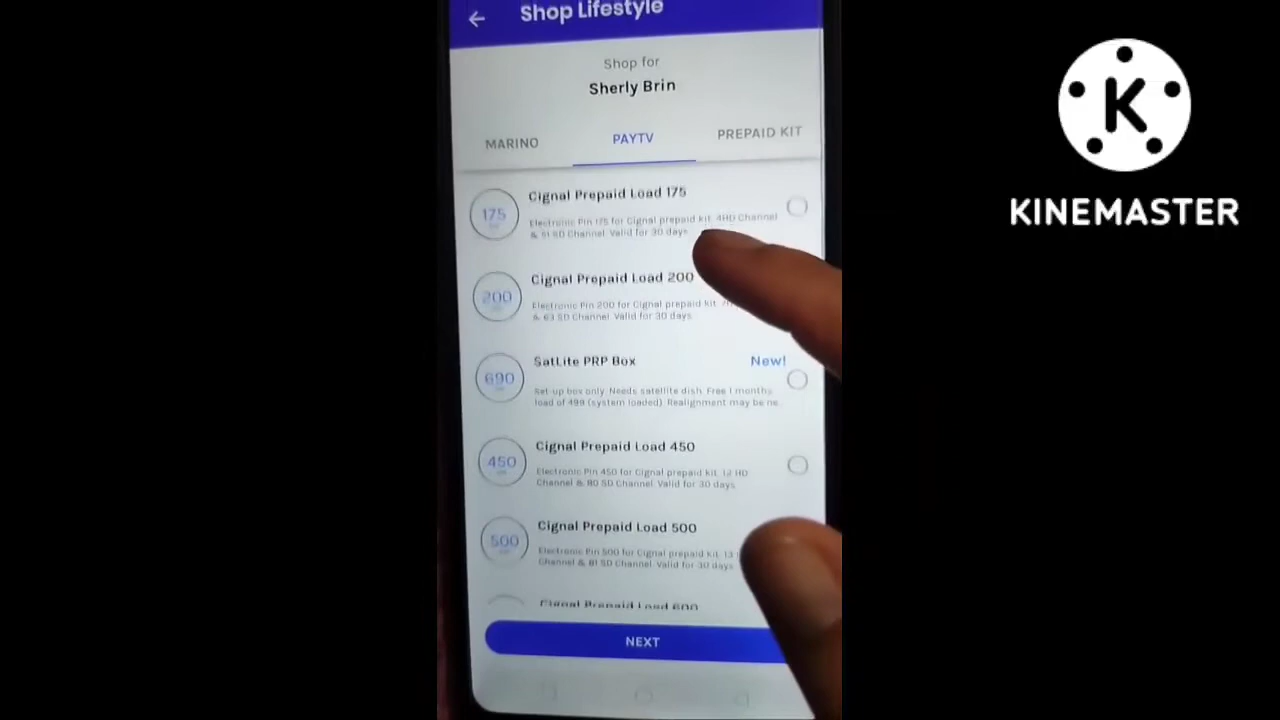 Shop Lifestyle
Shop for
Sherly Brin
MARINO
PAYTV
PREPAID KIT
175
Cignal Prepaid Load 175
Electronic Pin 175 for Cignal prepaid kit. 4HD Channel
& 51 SD Channel. Valid for 30 days
200
Cignal Prepaid Load 200
Electronic Pin 200 for Cignal prepaid kit.
& 63 SD Channel. Valid for 30 days
690
SatLite PRP Box
New!
Set-up box only. Needs satellite dish. Free 1 months
load of 499 (system loaded). Realignment may be ne
450
Cignal Prepaid Load 450
Electronic Pin 450 for Cignal prepaid kit. 12 HD
Channel & 80 SD Channel. Valid for 30 days
500
Cignal Prepaid Load 500
Electronic Pin 500 for Cignal prepaid kit. 13
Channel & 81 SD Channel. Valid for 30 days
Cignal Prepaid Load 600
NEXT
K
KINEMASTER